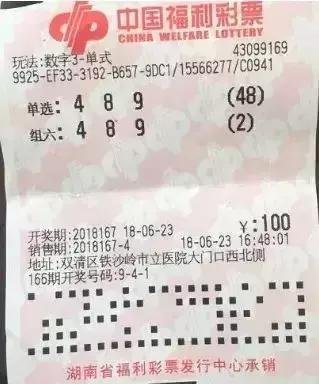 中国福利彩票
CHINA WELFARE LOTTERY
玩法:数字3-单式 43099169
9925-EF33-3192-B657-9DC1/15566277/C0941
单选: 4 8 9 (48)
组六: 4 8 9 (2)
开奖期:2018167 18-06-23 ¥:100
销售期:2018167-4 18-06-23 16:48:01
地址:双清区铁沙岭市立医院大门口西北侧
166期开奖号码:9-4-1
湖南省福利彩票发行中心承销